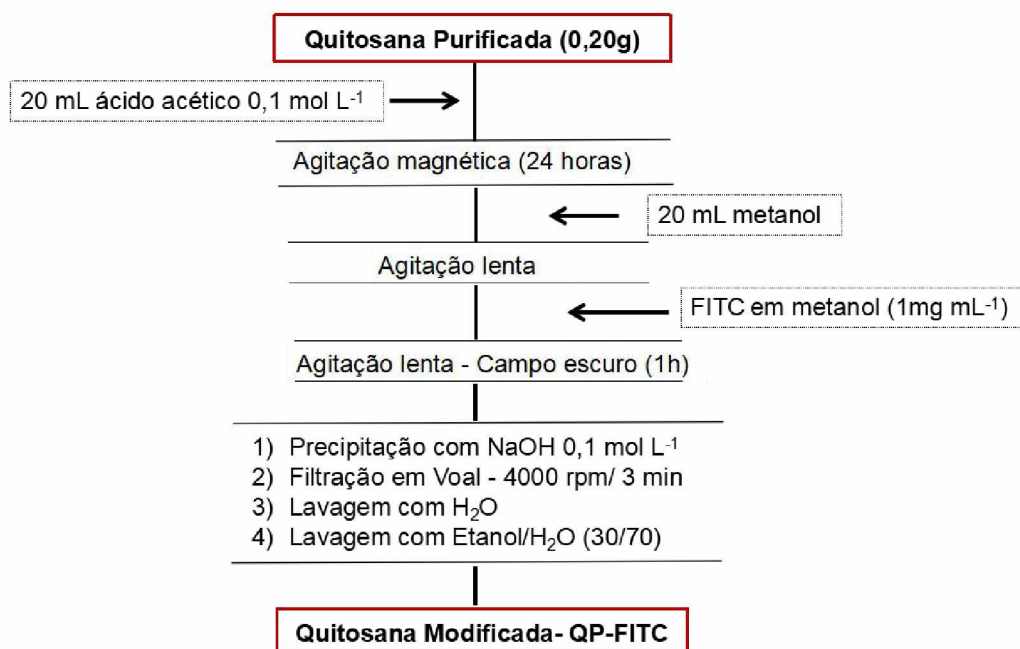 Quitosana Purificada (0,20g)
20 mL ácido acético 0,1 mol L⁻¹
Agitação magnética (24 horas)
20 mL metanol
Agitação lenta
FITC em metanol (1mg mL⁻¹)
Agitação lenta - Campo escuro (1h)
1) Precipitação com NaOH 0,1 mol L⁻¹
2) Filtração em Voal - 4000 rpm/ 3 min
3) Lavagem com H₂O
4) Lavagem com Etanol/H₂O (30/70)
Quitosana Modificada- QP-FITC